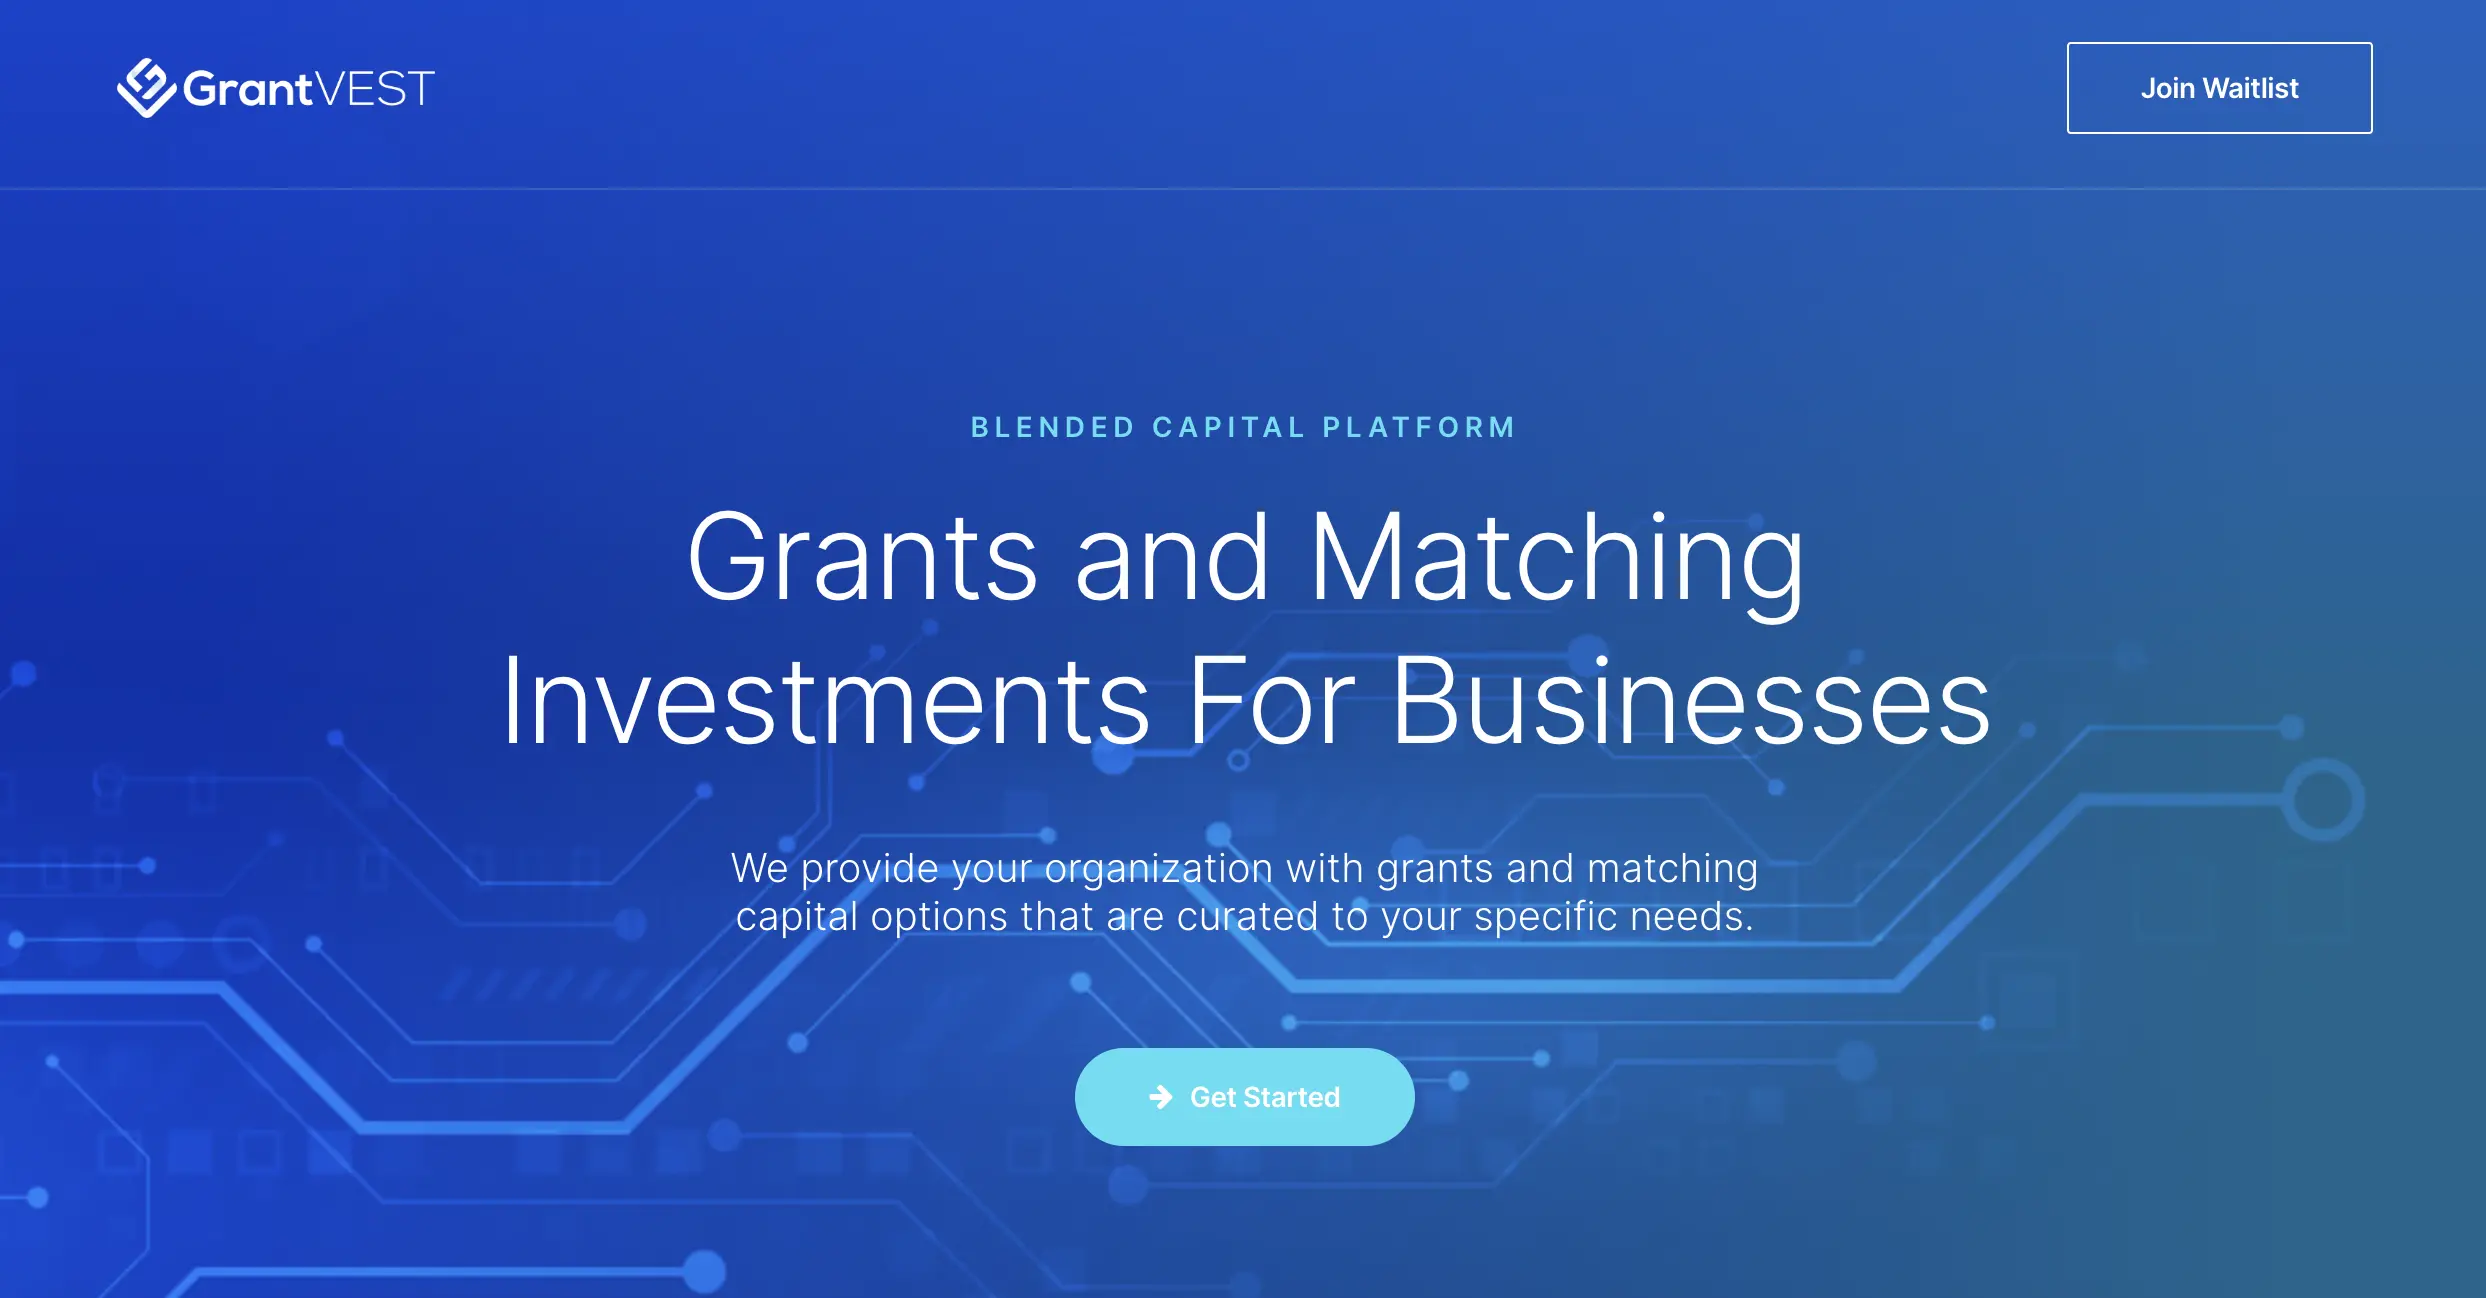 GrantVEST
Join Waitlist
BLENDED CAPITAL PLATFORM
Grants and Matching
Investments For Businesses
We provide your organization with grants and matching
capital options that are curated to your specific needs.
Get Started